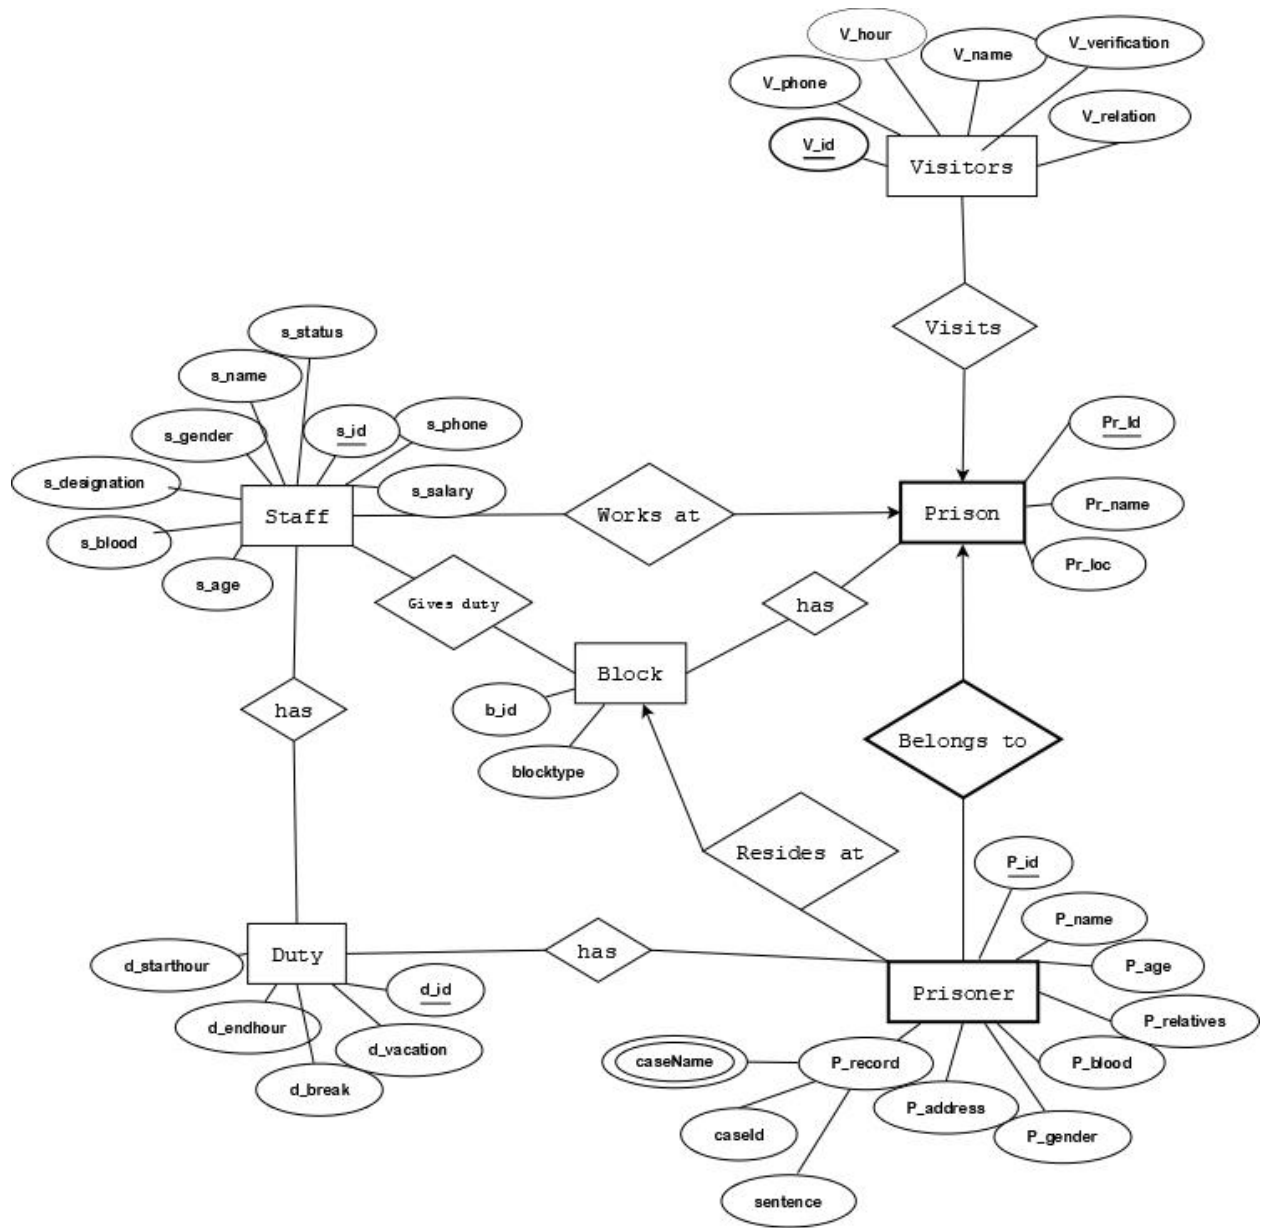 V_hour
V_name
V_verification
V_phone
V_relation
V_id
Visitors
Visits
s_status
s_name
s_gender
s_id
s_phone
s_designation
s_salary
s_blood
s_age
Staff
Works at
Prison
Pr_Id
Pr_name
Pr_loc
Gives duty
has
Block
b_id
blocktype
has
Belongs to
Resides at
P_id
P_name
P_age
P_relatives
P_blood
P_gender
P_address
P_record
Prisoner
has
Duty
d_starthour
d_id
d_endhour
d_vacation
d_break
caseName
caseId
sentence